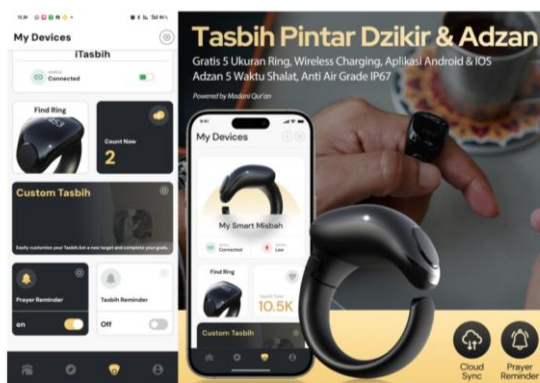 My Devices
iTasbih
Connected
Find Ring
Count Now
2
Custom Tasbih
Easily customize your Tasbih.Set a new target and complete your goals.
Prayer Reminder
on
Tasbih Reminder
Off
Tasbih Pintar Dzikir & Adzan
Gratis 5 Ukuran Ring, Wireless Charging, Aplikasi Android & IOS
Adzan 5 Waktu Shalat, Anti Air Grade IP67
Powered by Madani Qur'an
9:41
My Devices
My Smart Misbah
Connected
Low
Find Ring
10.5K
Custom Tasbih
Cloud
Sync
Prayer
Reminder